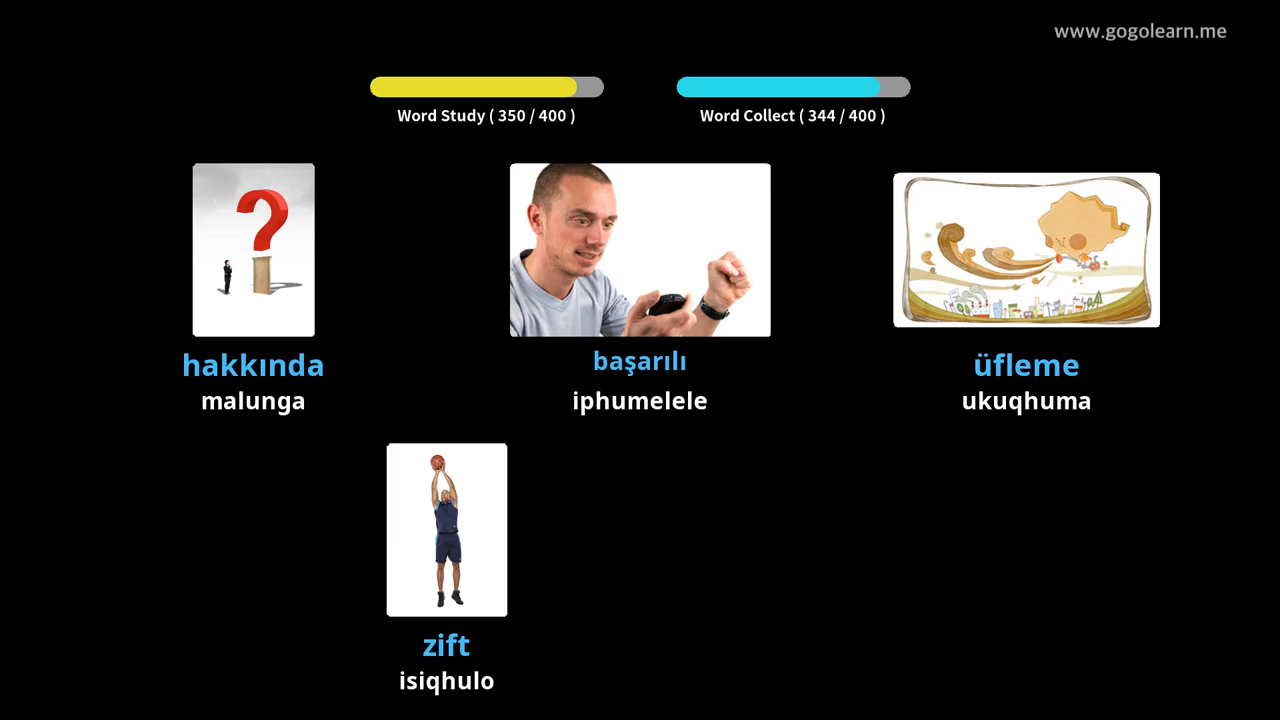 www.gogolearn.me
Word Study ( 350 / 400 )
Word Collect ( 344 / 400 )
hakkında
malunga
başarılı
iphumelele
üfleme
ukuqhuma
zift
isiqhulo